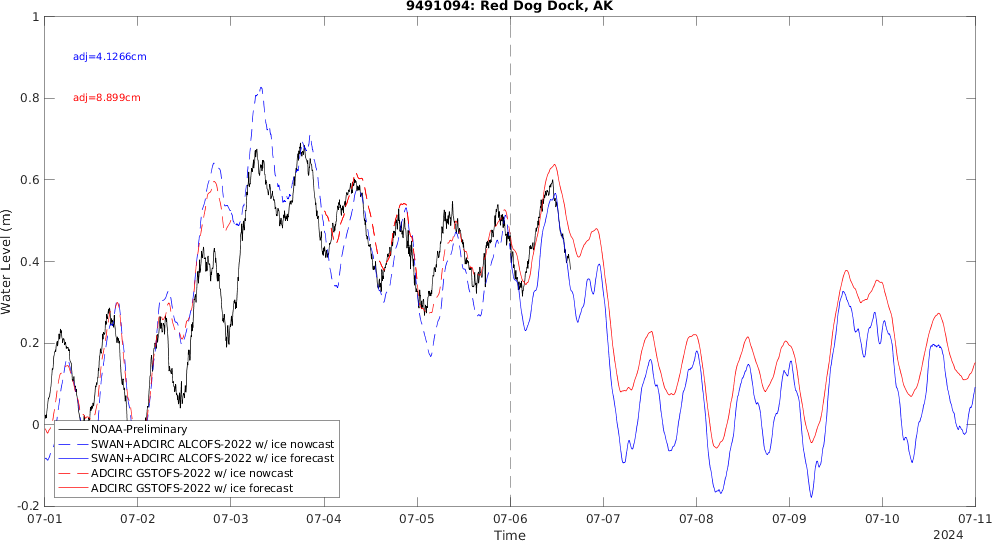 9491094: Red Dog Dock, AK
1
adj=4.1266cm
0.8
adj=8.899cm
0.6
Water Level (m)
0.4
0.2
0
-0.2
NOAA-Preliminary
SWAN+ADCIRC ALCOFS-2022 w/ ice nowcast
SWAN+ADCIRC ALCOFS-2022 w/ ice forecast
ADCIRC GSTOFS-2022 w/ ice nowcast
ADCIRC GSTOFS-2022 w/ ice forecast
07-01 07-02 07-03 07-04 07-05 07-06 07-07 07-08 07-09 07-10 07-11
Time
2024